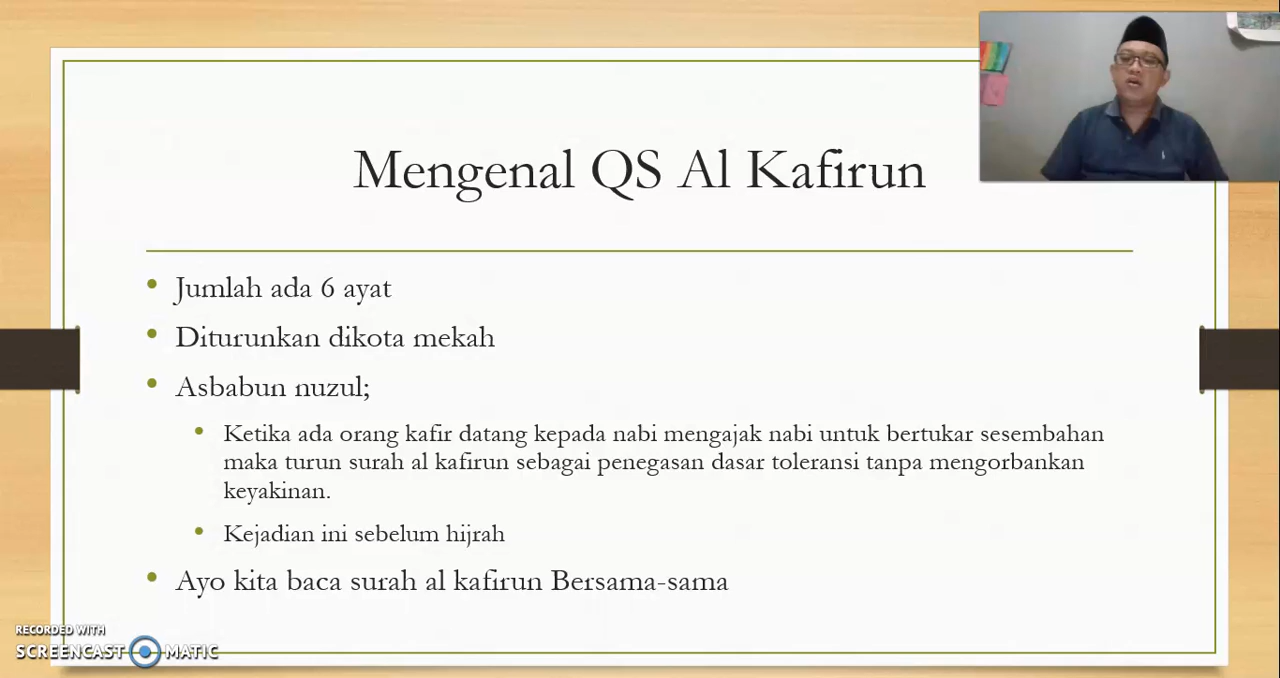 Mengenal QS Al Kafirun
Jumlah ada 6 ayat
Diturunkan dikota mekah
Asbabun nuzul;
Ketika ada orang kafir datang kepada nabi mengajak nabi untuk bertukar sesembahan
maka turun surah al kafirun sebagai penegasan dasar toleransi tanpa mengorbankan
keyakinan.
Kejadian ini sebelum hijrah
Ayo kita baca surah al kafirun Bersama-sama
RECORDED WITH
SCREENCAST MATIC